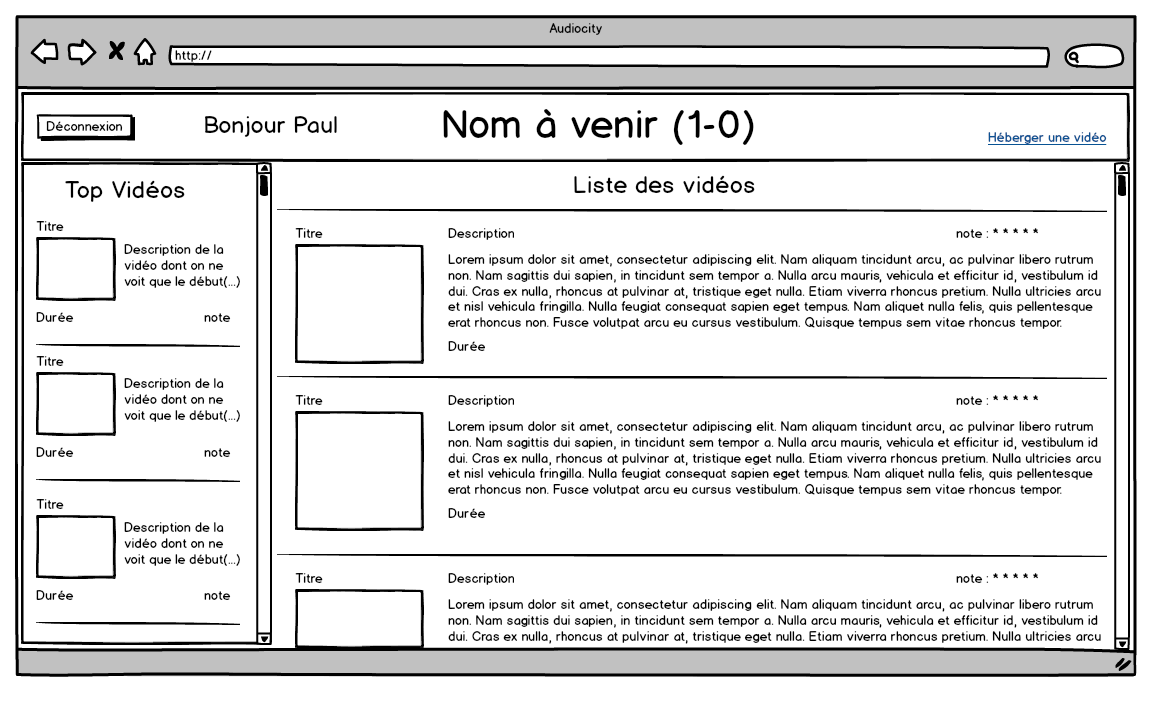 Audiocity
http://
Déconnexion
Bonjour Paul
Nom à venir (1-0)
Héberger une vidéo
Top Vidéos
Titre
Description de la
vidéo dont on ne
voit que le début(...)
Durée note
Titre
Description de la
vidéo dont on ne
voit que le début(...)
Durée note
Titre
Description de la
vidéo dont on ne
voit que le début(...)
Durée note
Liste des vidéos
Titre Description note : * * * * *
Lorem ipsum dolor sit amet, consectetur adipiscing elit. Nam aliquam tincidunt arcu, ac pulvinar libero rutrum
non. Nam sagittis dui sapien, in tincidunt sem tempor a. Nulla arcu mauris, vehicula et efficitur id, vestibulum id
dui. Cras ex nulla, rhoncus at pulvinar at, tristique eget nulla. Etiam viverra rhoncus pretium. Nulla ultricies arcu
et nisl vehicula fringilla. Nulla feugiat consequat sapien eget tempus. Nam aliquet nulla felis, quis pellentesque
erat rhoncus non. Fusce volutpat arcu eu cursus vestibulum. Quisque tempus sem vitae rhoncus tempor.
Durée
Titre Description note : * * * * *
Lorem ipsum dolor sit amet, consectetur adipiscing elit. Nam aliquam tincidunt arcu, ac pulvinar libero rutrum
non. Nam sagittis dui sapien, in tincidunt sem tempor a. Nulla arcu mauris, vehicula et efficitur id, vestibulum id
dui. Cras ex nulla, rhoncus at pulvinar at, tristique eget nulla. Etiam viverra rhoncus pretium. Nulla ultricies arcu
et nisl vehicula fringilla. Nulla feugiat consequat sapien eget tempus. Nam aliquet nulla felis, quis pellentesque
erat rhoncus non. Fusce volutpat arcu eu cursus vestibulum. Quisque tempus sem vitae rhoncus tempor.
Durée
Titre Description note : * * * * *
Lorem ipsum dolor sit amet, consectetur adipiscing elit. Nam aliquam tincidunt arcu, ac pulvinar libero rutrum
non. Nam sagittis dui sapien, in tincidunt sem tempor a. Nulla arcu mauris, vehicula et efficitur id, vestibulum id
dui. Cras ex nulla, rhoncus at pulvinar at, tristique eget nulla. Etiam viverra rhoncus pretium. Nulla ultricies arcu